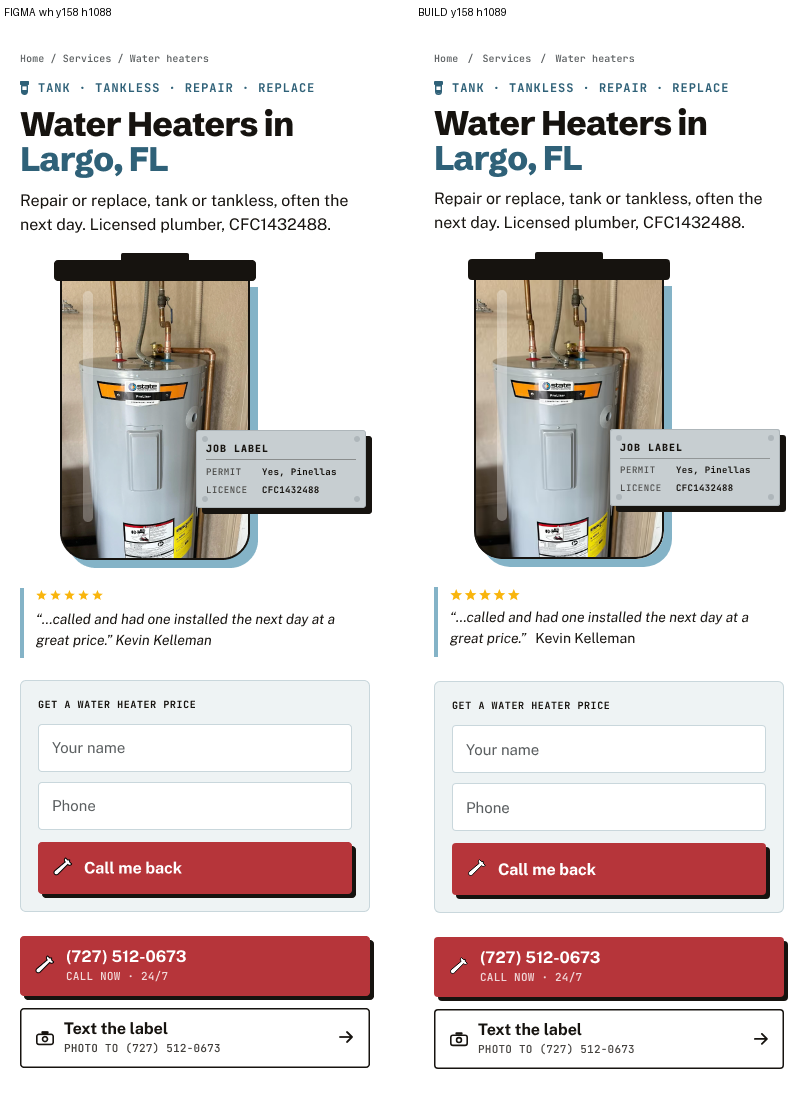 FIGMA wh y158 h1088
Home / Services / Water heaters
TANK · TANKLESS · REPAIR · REPLACE
Water Heaters in
Largo, FL
Repair or replace, tank or tankless, often the
next day. Licensed plumber, CFC1432488.
state
ProLine
JOB LABEL
PERMIT Yes, Pinellas
LICENCE CFC1432488
“…called and had one installed the next day at a
great price.” Kevin Kelleman
GET A WATER HEATER PRICE
Your name
Phone
Call me back
(727) 512-0673
CALL NOW · 24/7
Text the label
PHOTO TO (727) 512-0673
BUILD y158 h1089
Home / Services / Water heaters
TANK · TANKLESS · REPAIR · REPLACE
Water Heaters in
Largo, FL
Repair or replace, tank or tankless, often the
next day. Licensed plumber, CFC1432488.
state
ProLine
JOB LABEL
PERMIT Yes, Pinellas
LICENCE CFC1432488
“…called and had one installed the next day at a
great price.” Kevin Kelleman
GET A WATER HEATER PRICE
Your name
Phone
Call me back
(727) 512-0673
CALL NOW · 24/7
Text the label
PHOTO TO (727) 512-0673